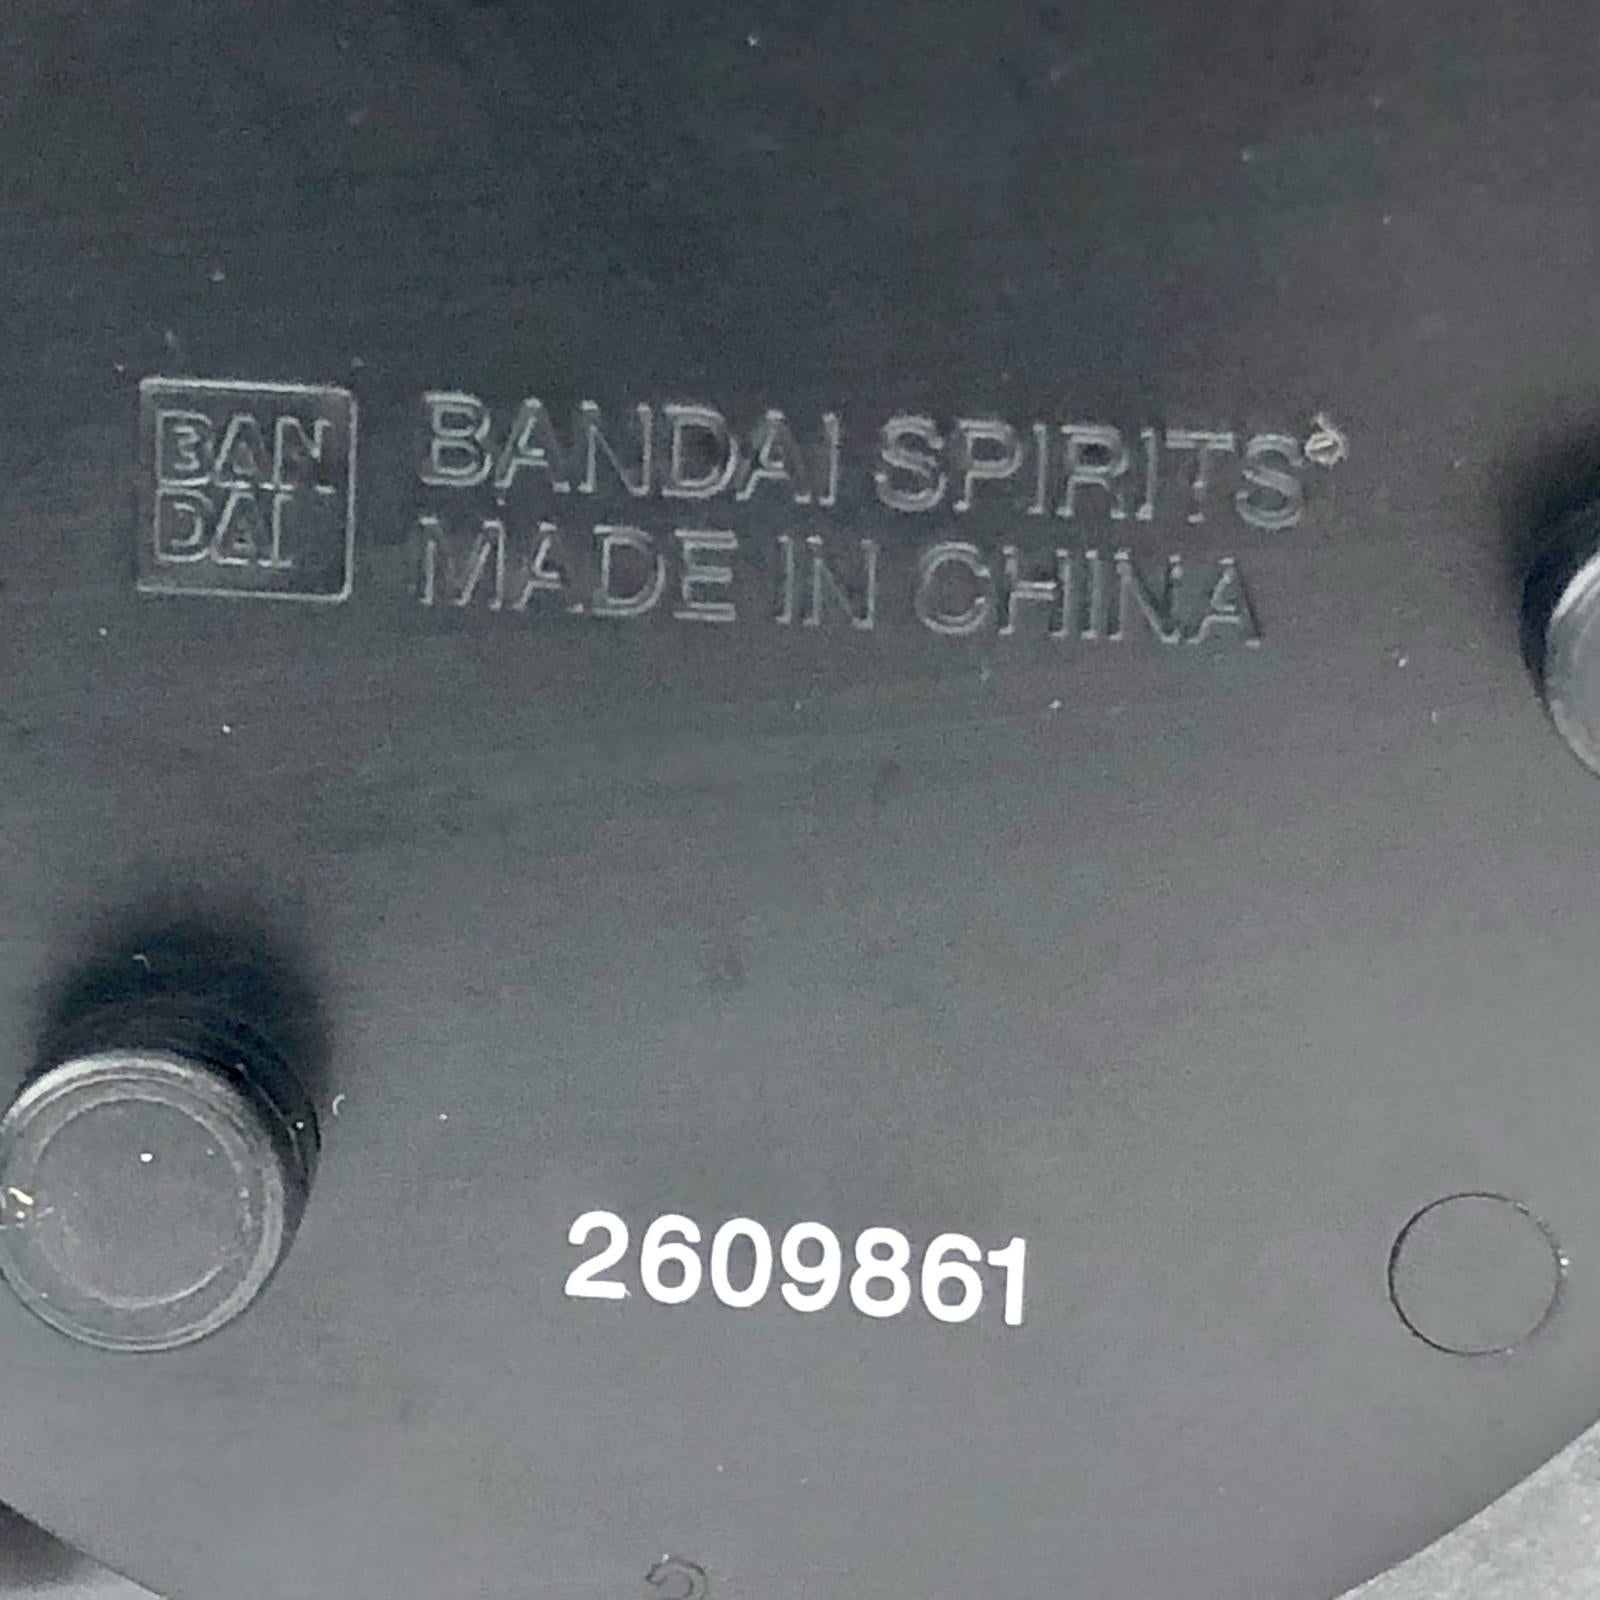 BAN
DAI
BANDAI SPIRITS
MADE IN CHINA
2609861